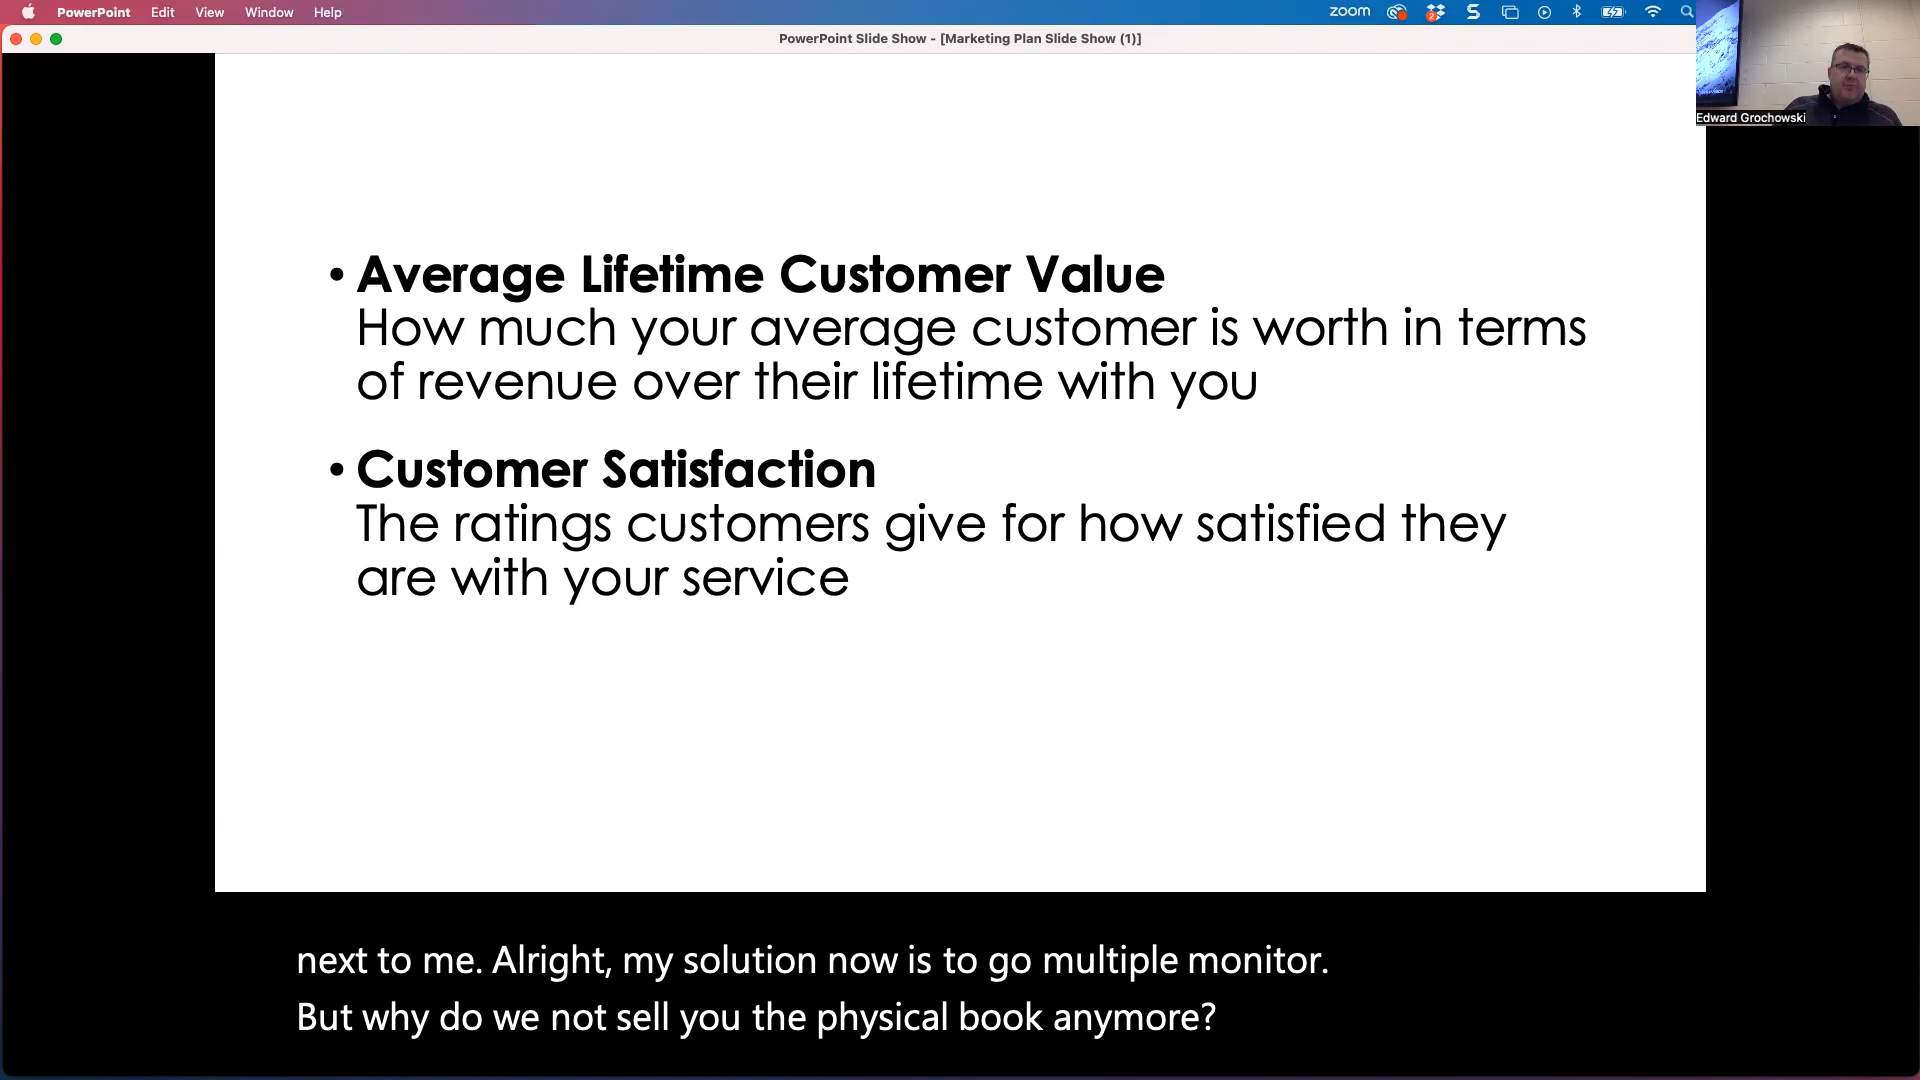 PowerPoint Edit View Window Help zoom
2
PowerPoint Slide Show - [Marketing Plan Slide Show (1)]
Edward Grochowski
• Average Lifetime Customer Value
How much your average customer is worth in terms
of revenue over their lifetime with you
• Customer Satisfaction
The ratings customers give for how satisfied they
are with your service
next to me. Alright, my solution now is to go multiple monitor.
But why do we not sell you the physical book anymore?